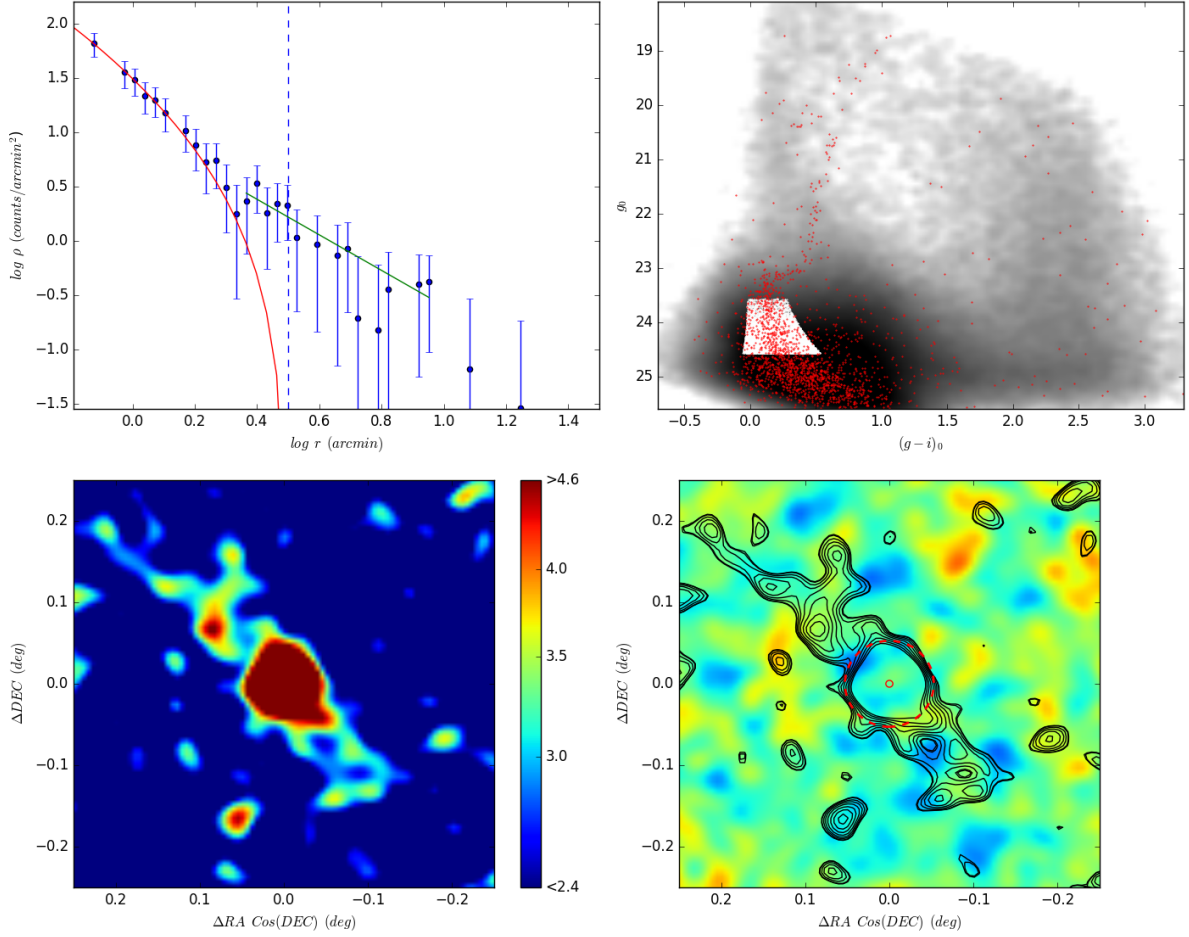 2.0
1.5
1.0
0.5
0.0
−0.5
−1.0
−1.5
log ρ (counts/arcmin²)
0.0 0.2 0.4 0.6 0.8 1.0 1.2 1.4
log r (arcmin)
19
20
21
22
23
24
25
g₀
−0.5 0.0 0.5 1.0 1.5 2.0 2.5 3.0
(g − i)₀
0.2
0.1
0.0
−0.1
−0.2
ΔDEC (deg)
0.2 0.1 0.0 −0.1 −0.2
ΔRA Cos(DEC) (deg)
>4.6
4.0
3.5
3.0
<2.4
0.2
0.1
0.0
−0.1
−0.2
ΔDEC (deg)
0.2 0.1 0.0 −0.1 −0.2
ΔRA Cos(DEC) (deg)